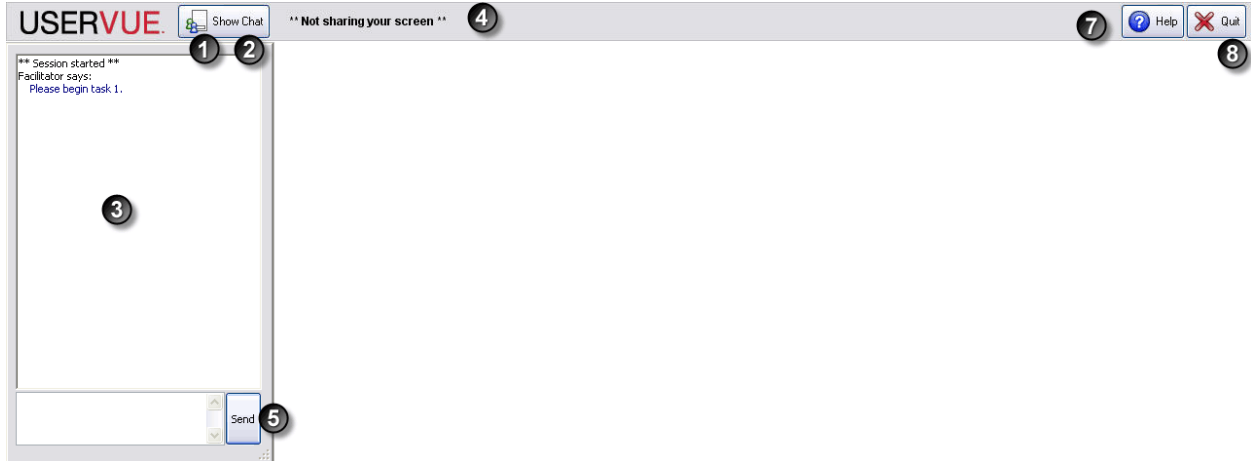 USERVUE. Show Chat ** Not sharing your screen ** 4 7 Help Quit
1 2 8
** Session started **
Facilitator says:
Please begin task 1.
3
Send 5